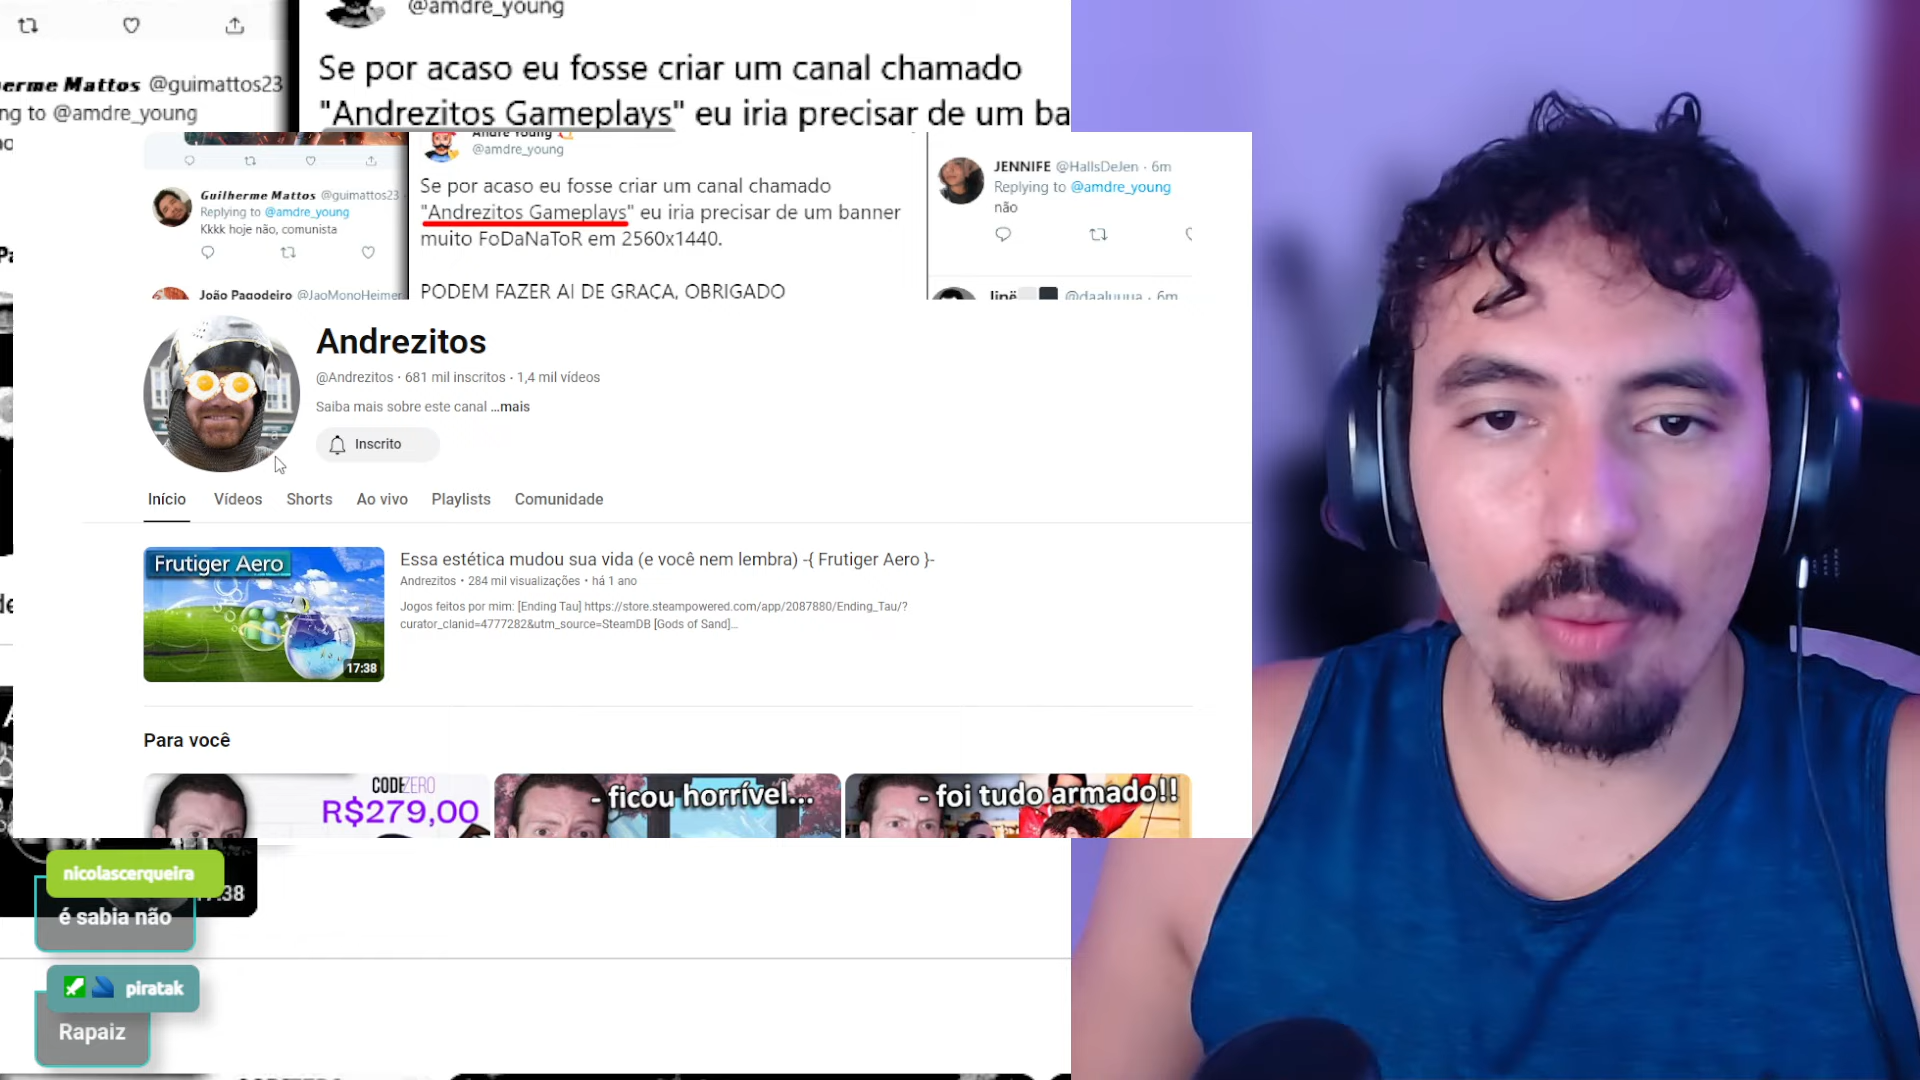 @amdre_young
Se por acaso eu fosse criar um canal chamado
"Andrezitos Gameplays" eu iria precisar de um ba
erme Mattos @guimattos23
ng to @amdre_young
André Young
@amdre_young
Se por acaso eu fosse criar um canal chamado
"Andrezitos Gameplays" eu iria precisar de um banner
muito FoDaNaToR em 2560x1440.
PODEM FAZER AI DE GRAÇA, OBRIGADO
Guilherme Mattos @guimattos23
Replying to @amdre_young
Kkkk hoje não, comunista
João Pagodeiro @JaoMonoHeimer
JENNIFE @HallsDeJen · 6m
Replying to @amdre_young
não
@daaluuua · 6m
Andrezitos
@Andrezitos · 681 mil inscritos · 1,4 mil vídeos
Saiba mais sobre este canal ...mais
Inscrito
Início Vídeos Shorts Ao vivo Playlists Comunidade
Frutiger Aero
17:38
Essa estética mudou sua vida (e você nem lembra) -{ Frutiger Aero }-
Andrezitos · 284 mil visualizações · há 1 ano
Jogos feitos por mim: [Ending Tau] https://store.steampowered.com/app/2087880/Ending_Tau/?
curator_clanid=4777282&utm_source=SteamDB [Gods of Sand]...
Para você
CODEZERO
R$279,00
- ficou horrível...
- foi tudo armado!!
nicolascerqueira
é sabia não
piratak
Rapaiz